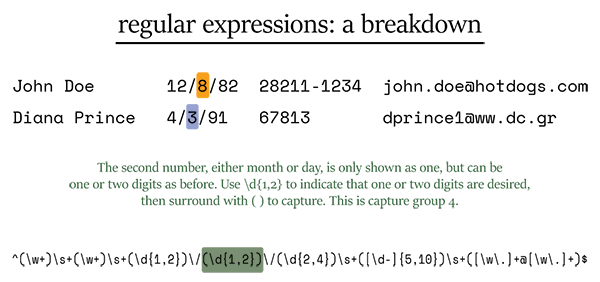 regular expressions: a breakdown
John Doe 12/8/82 28211-1234 john.doe@hotdogs.com
Diana Prince 4/3/91 67813 dprince1@ww.dc.gr
The second number, either month or day, is only shown as one, but can be
one or two digits as before. Use \d{1,2} to indicate that one or two digits are desired,
then surround with ( ) to capture. This is capture group 4.
^(\w+)\s+(\w+)\s+(\d{1,2})\/(\d{1,2})\/(\d{2,4})\s+([\d-]{5,10})\s+([\w\.]+@[\w\.]+)$